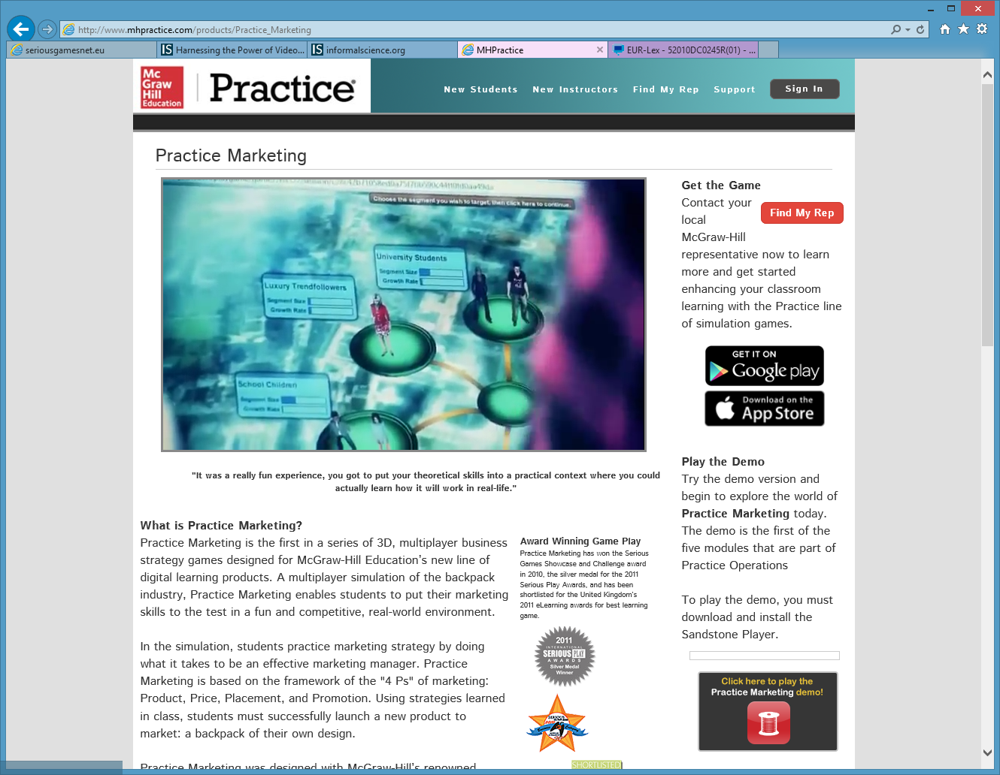 http://www.mhpractice.com/products/Practice_Marketing
seriousgamesnet.eu
Harnessing the Power of Video...
informalscience.org
MHPractice
EUR-Lex - 52010DC0245R(01) - ...
Mc
Graw
Hill
Education
Practice
New Students
New Instructors
Find My Rep
Support
Sign In
Practice Marketing
Choose the segment you wish to target, then click here to continue.
University Students
Segment Size
Growth Rate
Luxury Trendfollowers
Segment Size
Growth Rate
School Children
Segment Size
Growth Rate
"It was a really fun experience, you got to put your theoretical skills into a practical context where you could
actually learn how it will work in real-life."
What is Practice Marketing?
Practice Marketing is the first in a series of 3D, multiplayer business
strategy games designed for McGraw-Hill Education's new line of
digital learning products. A multiplayer simulation of the backpack
industry, Practice Marketing enables students to put their marketing
skills to the test in a fun and competitive, real-world environment.
In the simulation, students practice marketing strategy by doing
what it takes to be an effective marketing manager. Practice
Marketing is based on the framework of the "4 Ps" of marketing:
Product, Price, Placement, and Promotion. Using strategies learned
in class, students must successfully launch a new product to
market: a backpack of their own design.
Practice Marketing was designed with McGraw-Hill's renowned
Award Winning Game Play
Practice Marketing has won the Serious
Games Showcase and Challenge award
in 2010, the silver medal for the 2011
Serious Play Awards, and has been
shortlisted for the United Kingdom's
2011 eLearning awards for best learning
game.
2011
INTERNATIONAL
SERIOUS PLAY
AWARDS
Silver Medal
Winner
SHORTLISTED
Get the Game
Contact your
local
McGraw-Hill
representative now to learn
more and get started
enhancing your classroom
learning with the Practice line
of simulation games.
Find My Rep
GET IT ON
Google play
Download on the
App Store
Play the Demo
Try the demo version and
begin to explore the world of
Practice Marketing today.
The demo is the first of the
five modules that are part of
Practice Operations
To play the demo, you must
download and install the
Sandstone Player.
Click here to play the
Practice Marketing demo!